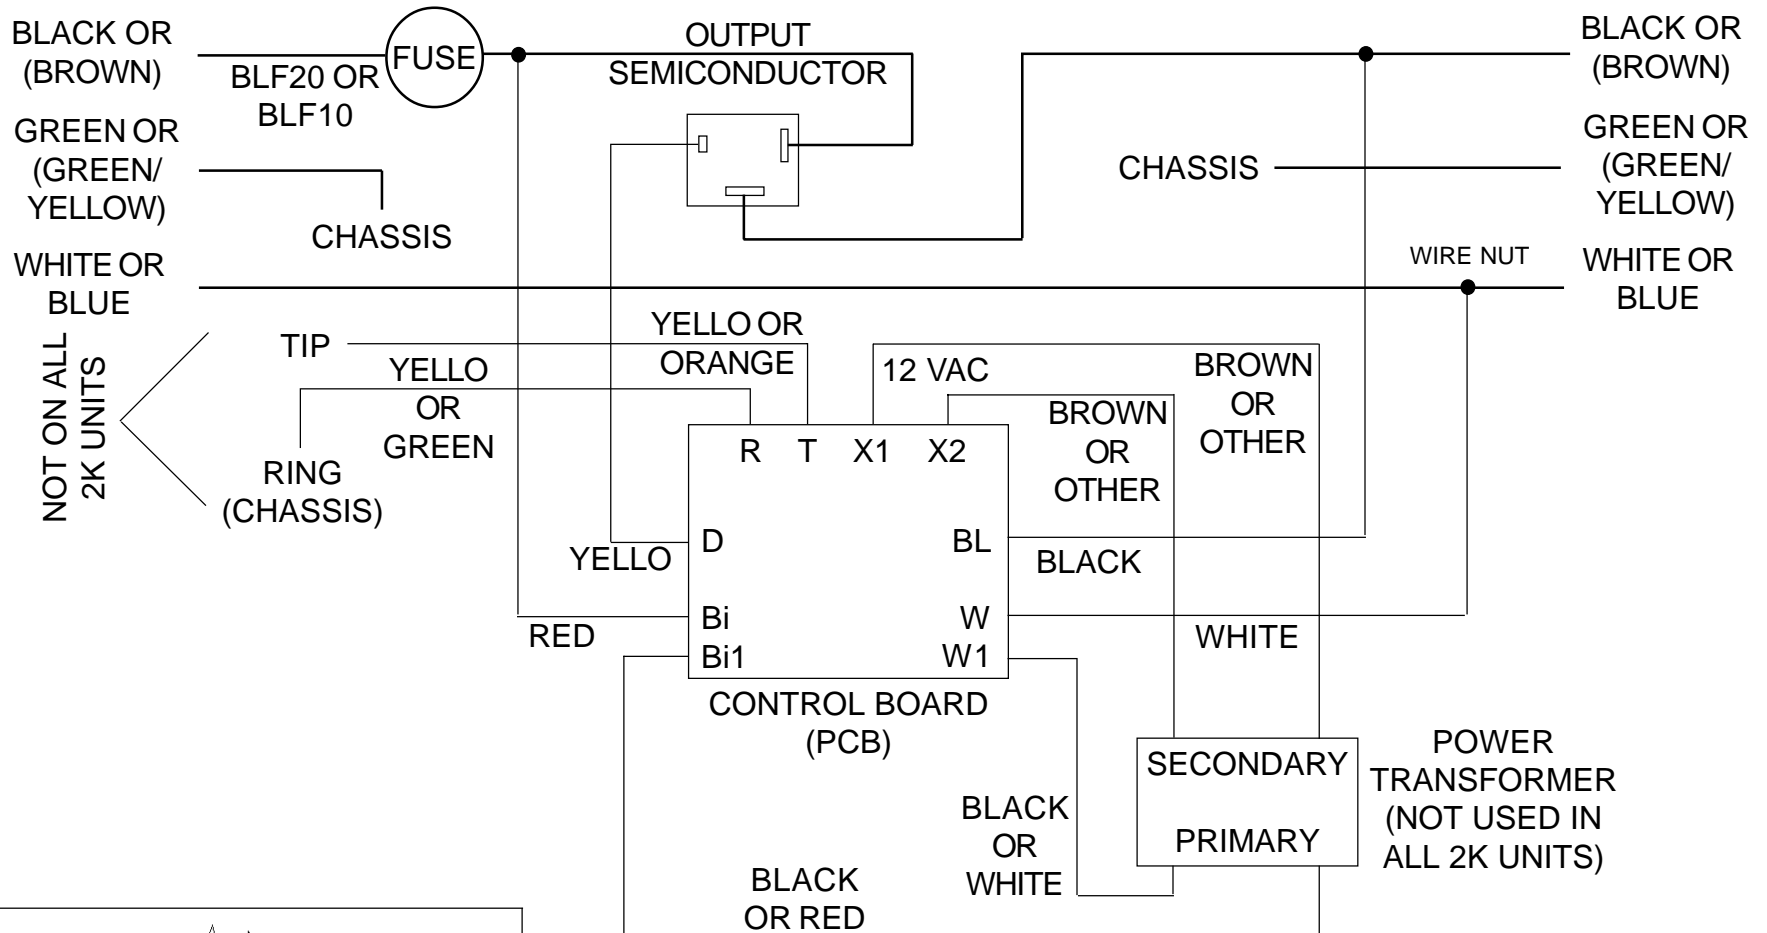 BLACK OR
(BROWN)
BLF20 OR
BLF10
FUSE
OUTPUT
SEMICONDUCTOR
BLACK OR
(BROWN)
GREEN OR
(GREEN/
YELLOW)
CHASSIS
CHASSIS
GREEN OR
(GREEN/
YELLOW)
WHITE OR
BLUE
WIRE NUT
WHITE OR
BLUE
NOT ON ALL
2K UNITS
TIP
YELLO OR
ORANGE
YELLO
OR
GREEN
RING
(CHASSIS)
12 VAC
BROWN
OR
OTHER
BROWN
OR
OTHER
R T X1 X2
D
BL
YELLO
BLACK
Bi
W
RED
WHITE
Bi1
W1
CONTROL BOARD
(PCB)
SECONDARY
PRIMARY
POWER
TRANSFORMER
(NOT USED IN
ALL 2K UNITS)
BLACK
OR
WHITE
BLACK
OR RED